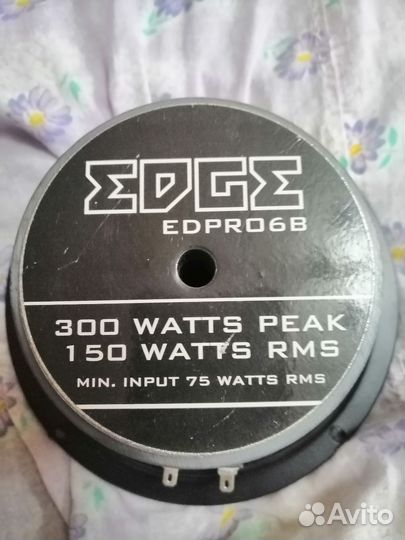 EDGE
EDPRO6B
300 WATTS PEAK
150 WATTS RMS
MIN. INPUT 75 WATTS RMS
Avito